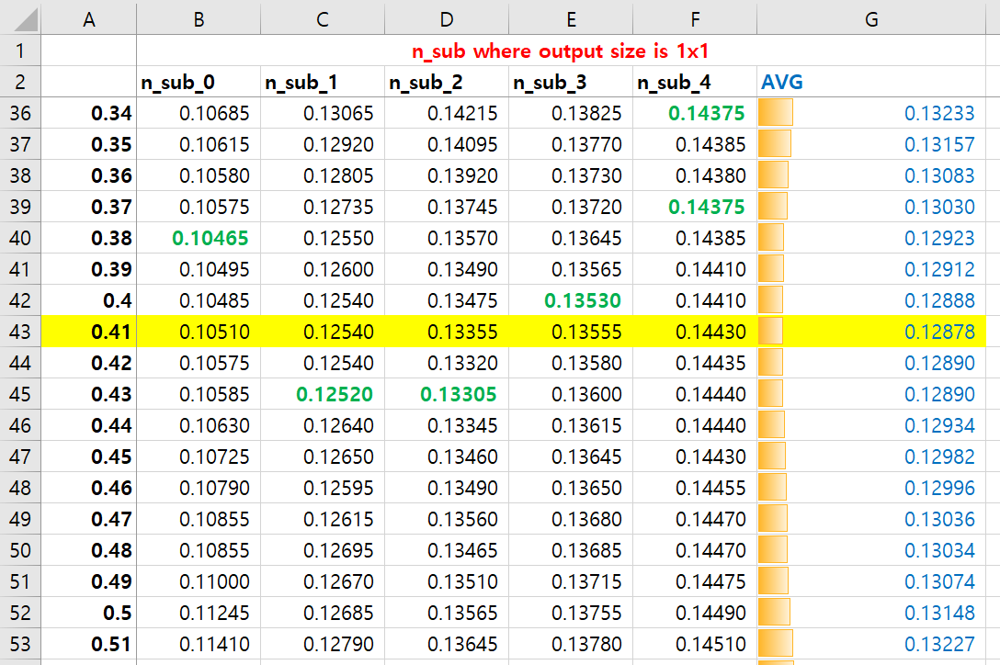 A B C D E F G
1 n_sub where output size is 1x1
2 n_sub_0 n_sub_1 n_sub_2 n_sub_3 n_sub_4 AVG
36 0.34 0.10685 0.13065 0.14215 0.13825 0.14375 0.13233
37 0.35 0.10615 0.12920 0.14095 0.13770 0.14385 0.13157
38 0.36 0.10580 0.12805 0.13920 0.13730 0.14380 0.13083
39 0.37 0.10575 0.12735 0.13745 0.13720 0.14375 0.13030
40 0.38 0.10465 0.12550 0.13570 0.13645 0.14385 0.12923
41 0.39 0.10495 0.12600 0.13490 0.13565 0.14410 0.12912
42 0.4 0.10485 0.12540 0.13475 0.13530 0.14410 0.12888
43 0.41 0.10510 0.12540 0.13355 0.13555 0.14430 0.12878
44 0.42 0.10575 0.12540 0.13320 0.13580 0.14435 0.12890
45 0.43 0.10585 0.12520 0.13305 0.13600 0.14440 0.12890
46 0.44 0.10630 0.12640 0.13345 0.13615 0.14440 0.12934
47 0.45 0.10725 0.12650 0.13460 0.13645 0.14430 0.12982
48 0.46 0.10790 0.12595 0.13490 0.13650 0.14455 0.12996
49 0.47 0.10855 0.12615 0.13560 0.13680 0.14470 0.13036
50 0.48 0.10855 0.12695 0.13465 0.13685 0.14470 0.13034
51 0.49 0.11000 0.12670 0.13510 0.13715 0.14475 0.13074
52 0.5 0.11245 0.12685 0.13565 0.13755 0.14490 0.13148
53 0.51 0.11410 0.12790 0.13645 0.13780 0.14510 0.13227